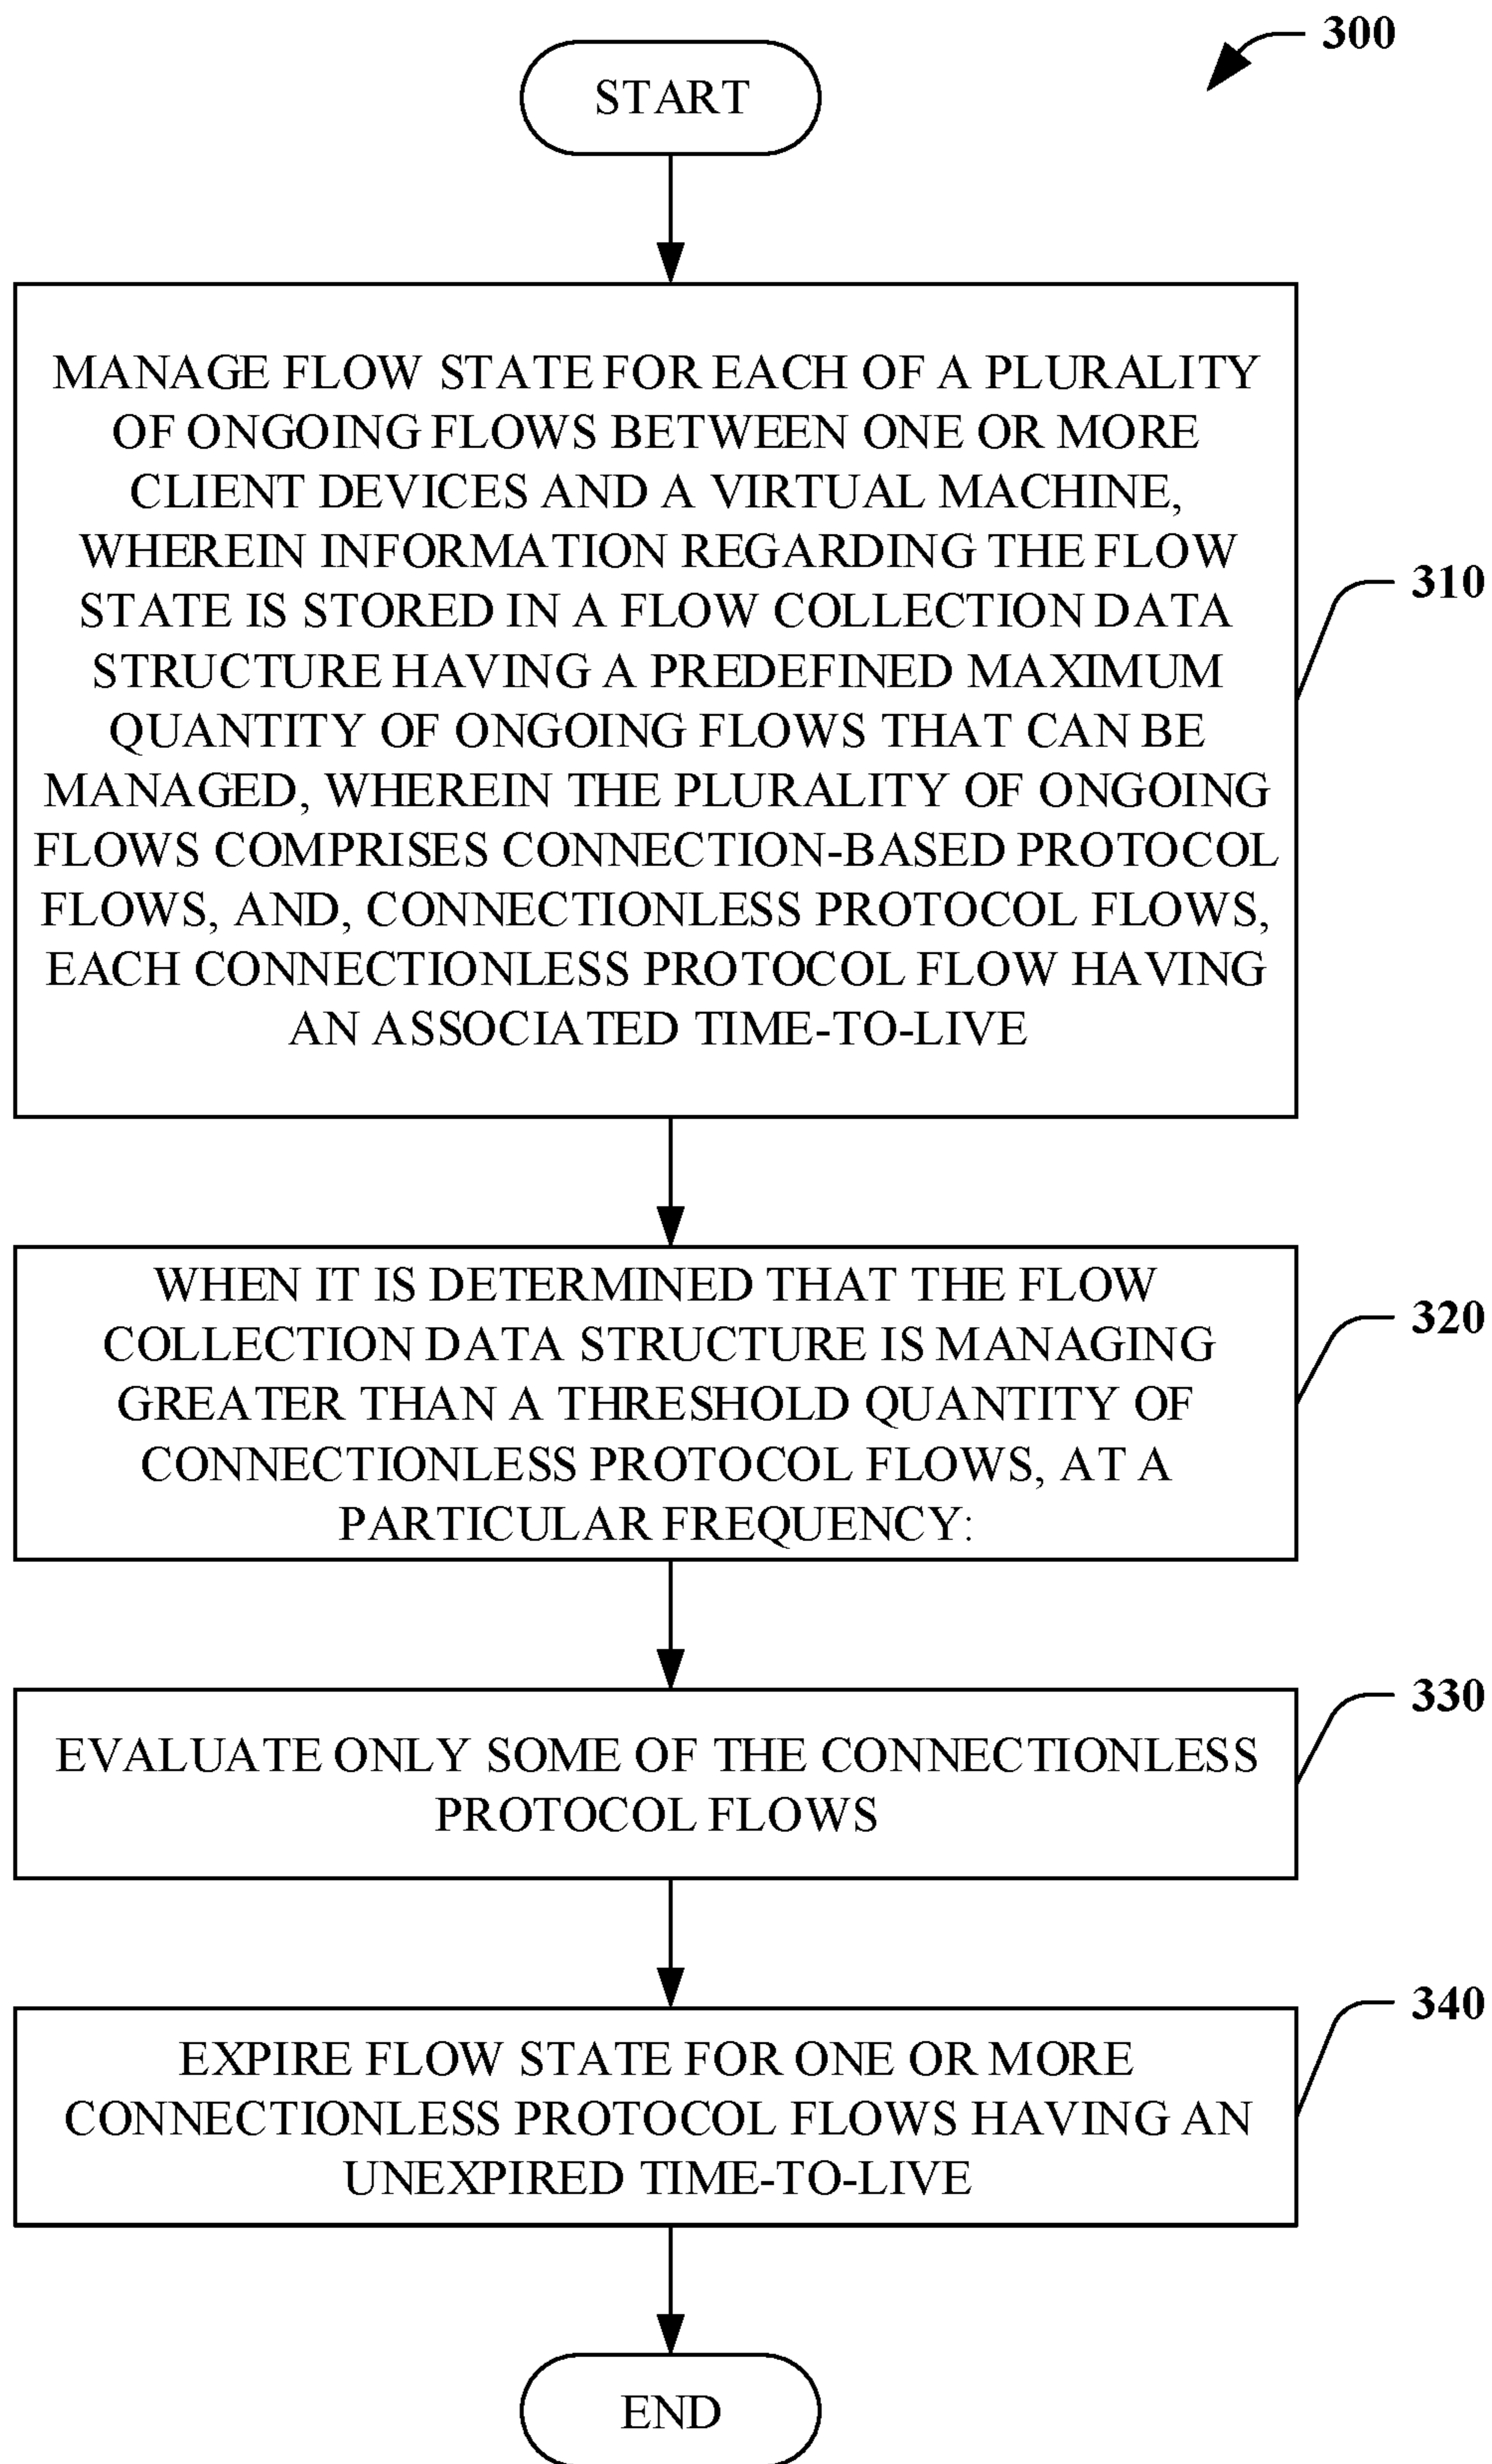 300
START
MANAGE FLOW STATE FOR EACH OF A PLURALITY
OF ONGOING FLOWS BETWEEN ONE OR MORE
CLIENT DEVICES AND A VIRTUAL MACHINE,
WHEREIN INFORMATION REGARDING THE FLOW
STATE IS STORED IN A FLOW COLLECTION DATA
STRUCTURE HAVING A PREDEFINED MAXIMUM
QUANTITY OF ONGOING FLOWS THAT CAN BE
MANAGED, WHEREIN THE PLURALITY OF ONGOING
FLOWS COMPRISES CONNECTION-BASED PROTOCOL
FLOWS, AND, CONNECTIONLESS PROTOCOL FLOWS,
EACH CONNECTIONLESS PROTOCOL FLOW HAVING
AN ASSOCIATED TIME-TO-LIVE
310
WHEN IT IS DETERMINED THAT THE FLOW
COLLECTION DATA STRUCTURE IS MANAGING
GREATER THAN A THRESHOLD QUANTITY OF
CONNECTIONLESS PROTOCOL FLOWS, AT A
PARTICULAR FREQUENCY:
320
EVALUATE ONLY SOME OF THE CONNECTIONLESS
PROTOCOL FLOWS
330
EXPIRE FLOW STATE FOR ONE OR MORE
CONNECTIONLESS PROTOCOL FLOWS HAVING AN
UNEXPIRED TIME-TO-LIVE
340
END